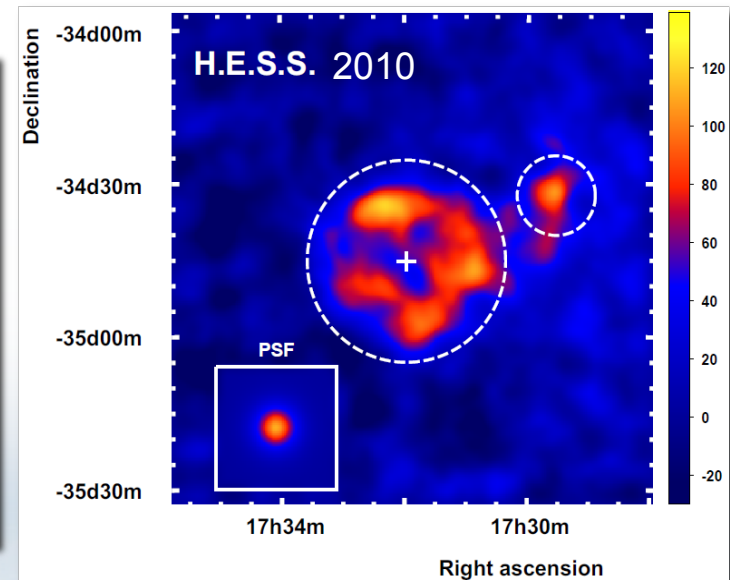 Declination
-34d00m
H.E.S.S. 2010
-34d30m
-35d00m
PSF
-35d30m
17h34m
17h30m
Right ascension
120
100
80
60
40
20
0
-20